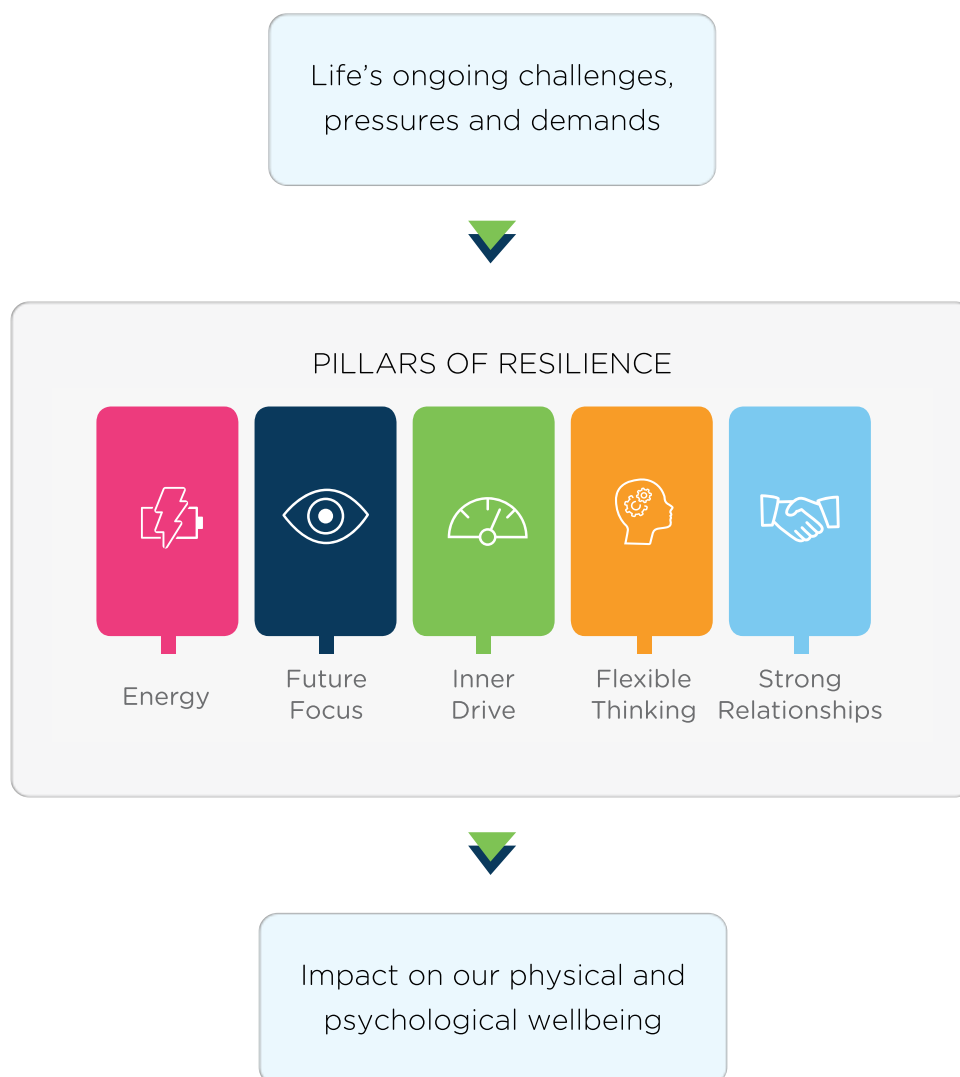 Life’s ongoing challenges,
pressures and demands
PILLARS OF RESILIENCE
Energy
Future
Focus
Inner
Drive
Flexible
Thinking
Strong
Relationships
Impact on our physical and
psychological wellbeing